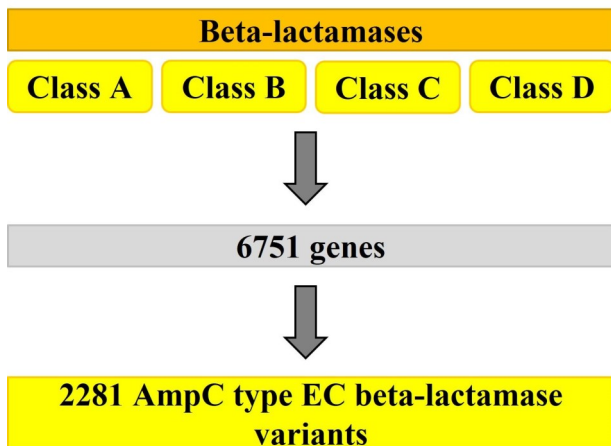 Beta-lactamases
Class A Class B Class C Class D
6751 genes
2281 AmpC type EC beta-lactamase
variants